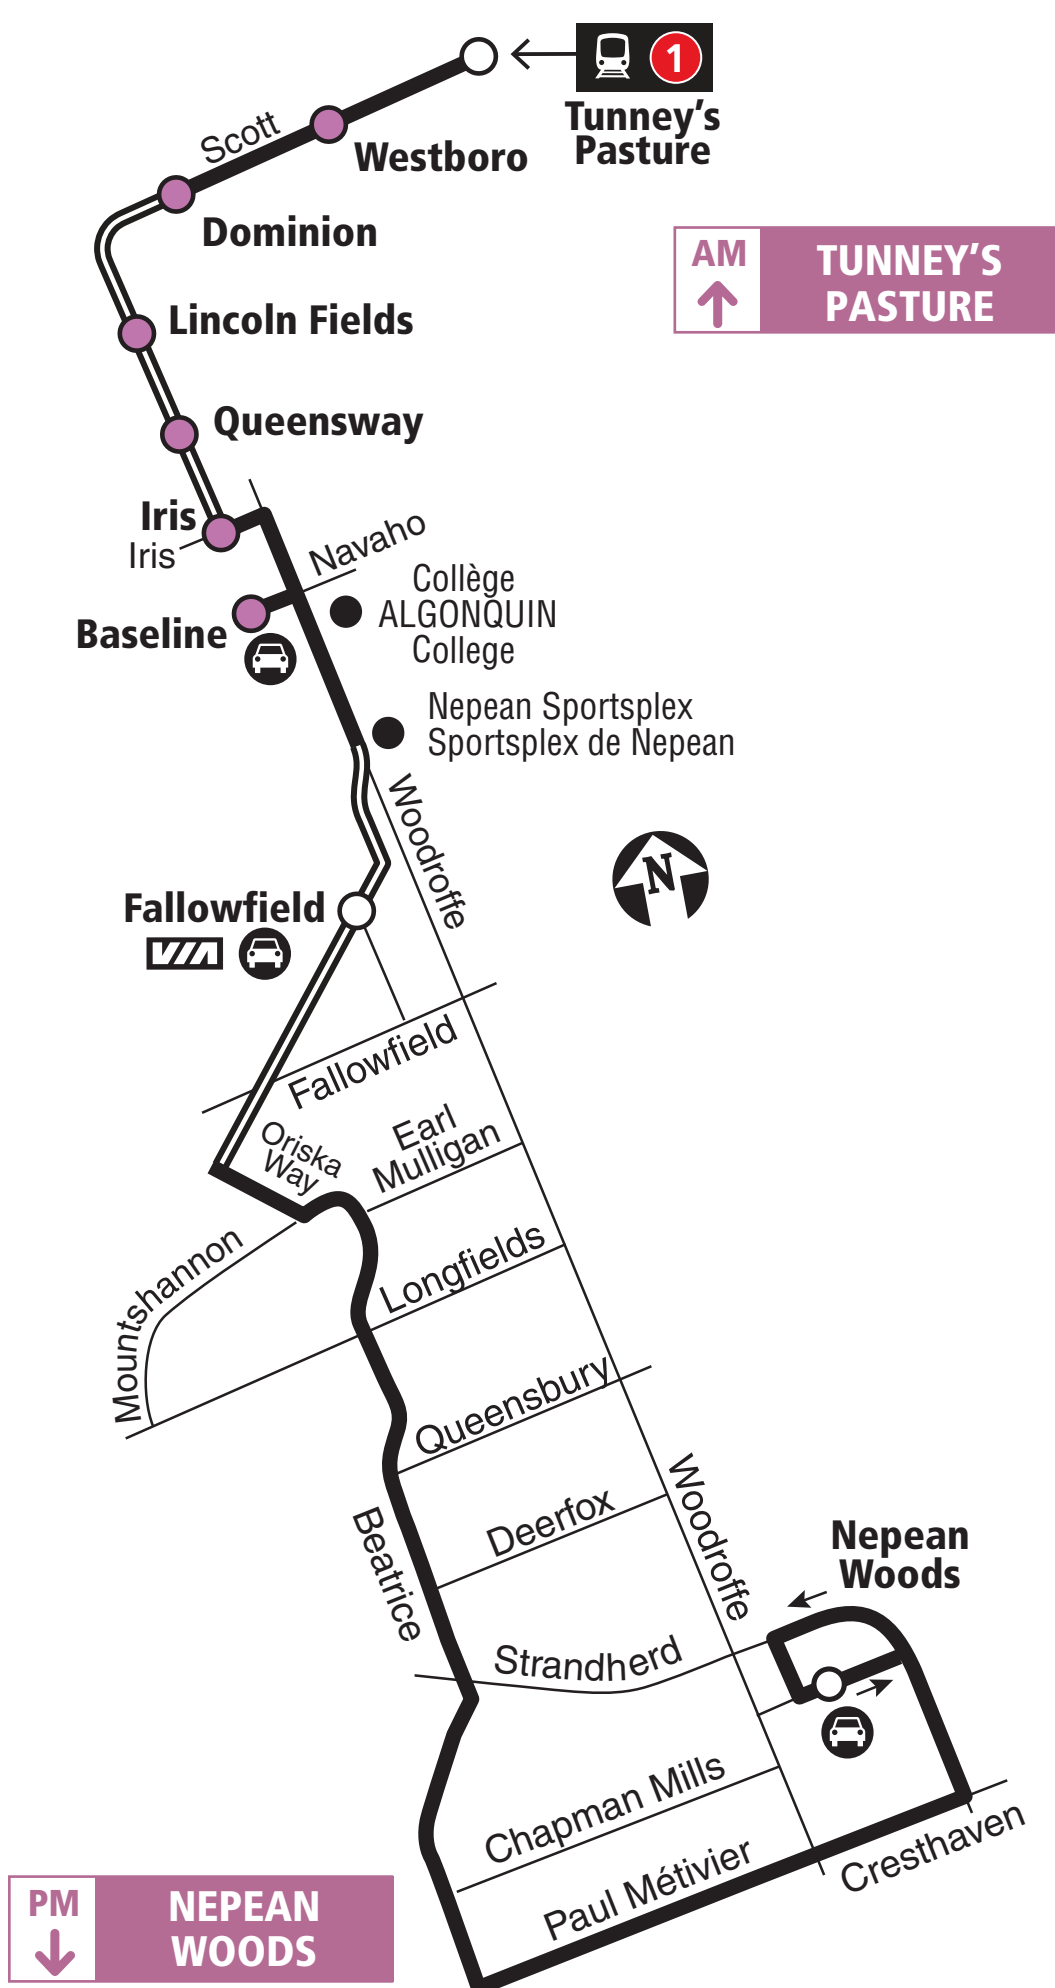 1
Tunney's
Pasture
Scott
Westboro
Dominion
AM
TUNNEY'S
PASTURE
Lincoln Fields
Queensway
Iris
Iris
Navaho
Collège
ALGONQUIN
College
Baseline
Nepean Sportsplex
Sportsplex de Nepean
Woodroffe
N
Fallowfield
VIA
Fallowfield
Oriska
Way
Earl
Mulligan
Mountshannon
Longfields
Queensbury
Beatrice
Deerfox
Woodroffe
Nepean
Woods
Strandherd
Chapman Mills
Paul Métivier
Cresthaven
PM
NEPEAN
WOODS